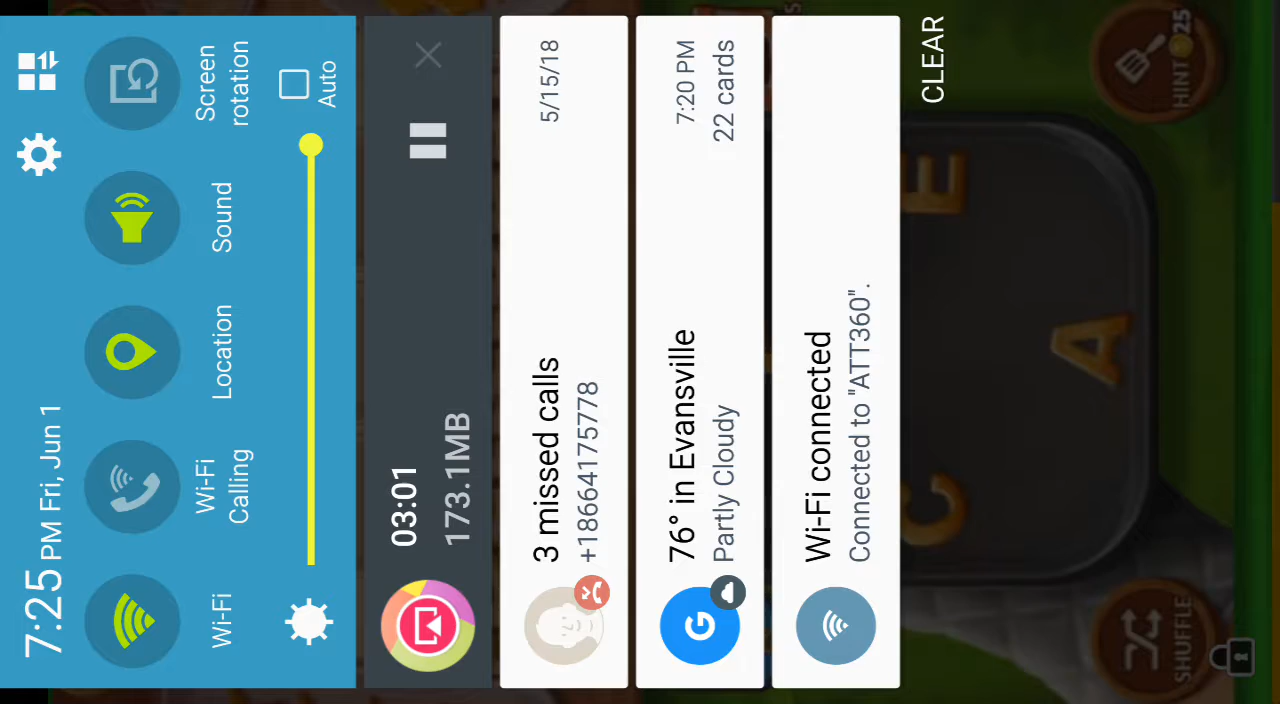 7:25 PM Fri, Jun 1
Wi-Fi
Wi-Fi Calling
Location
Sound
Screen rotation
Auto
03:01
173.1MB
3 missed calls
5/15/18
+18664175778
76° in Evansville
7:20 PM
Partly Cloudy
22 cards
Wi-Fi connected
Connected to "ATT360".
CLEAR
C
A
E
SHUFFLE
HINT 25